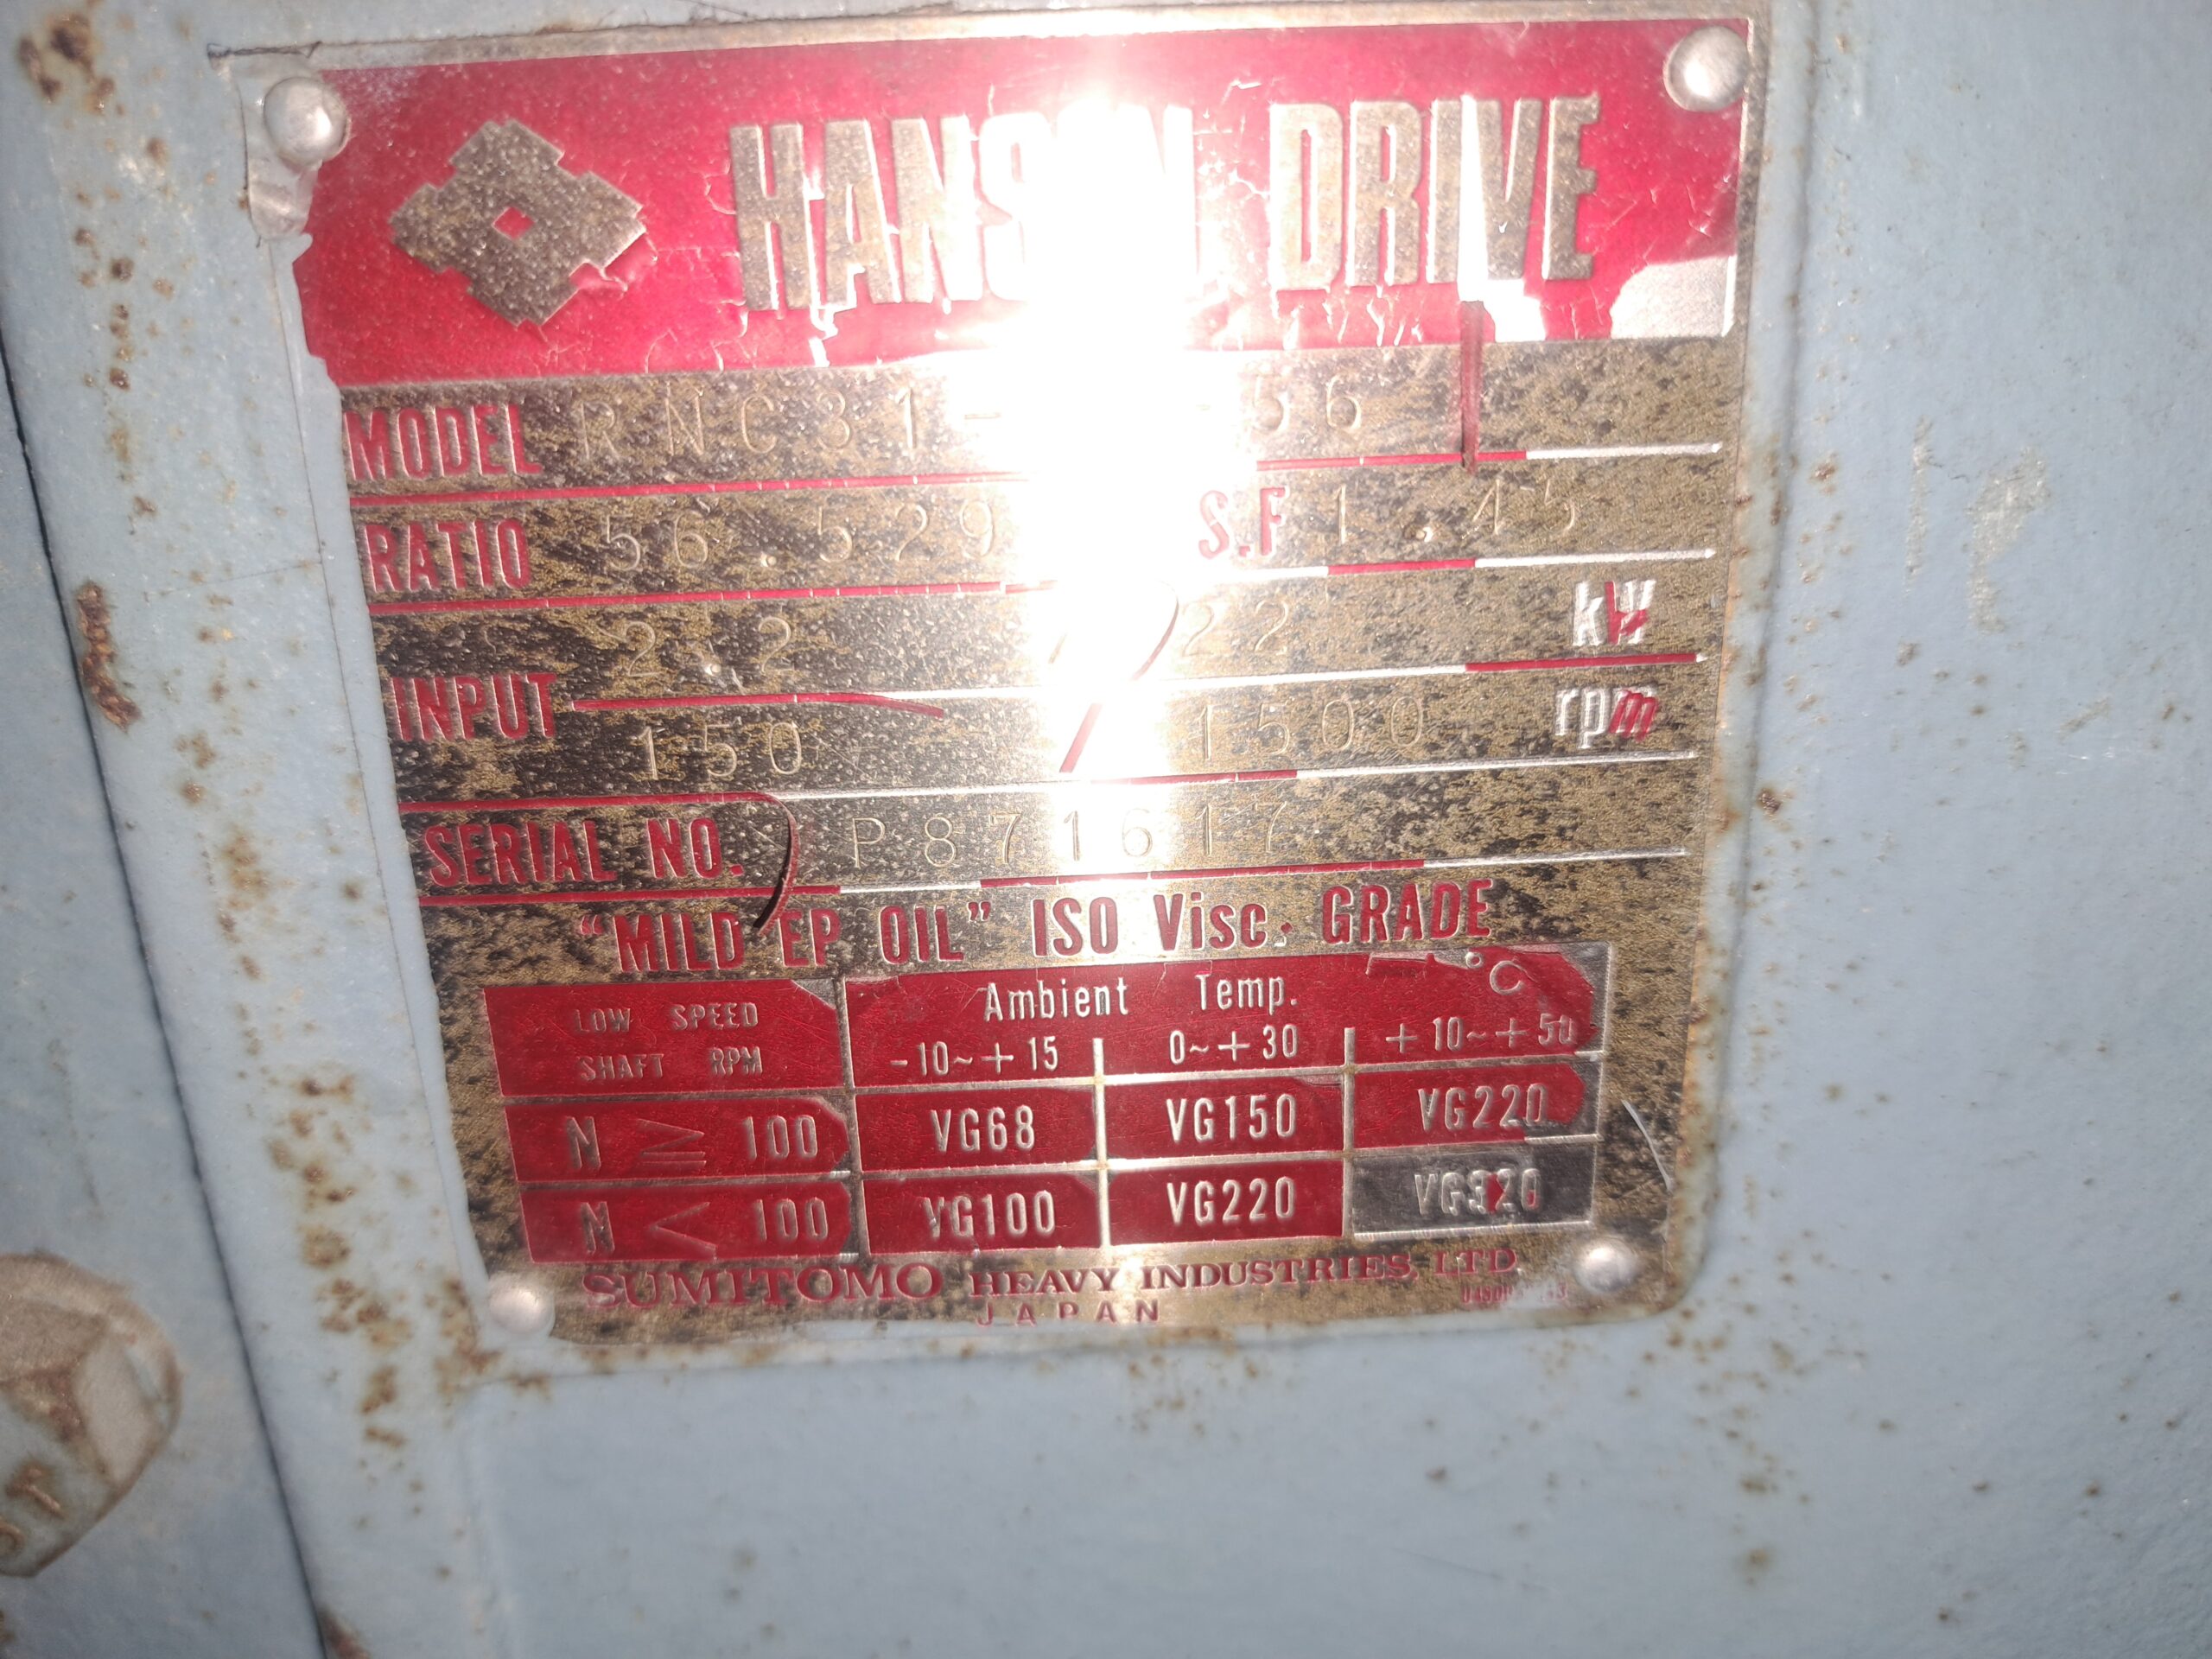 HANSEN DRIVE
MODEL RNC31- -56
RATIO 56.529 S.F 1.45
INPUT 2.2 / 22 kW
150 / 1500 rpm
SERIAL NO. P871617
"MILD EP OIL" ISO Visc. GRADE
LOW SPEED SHAFT RPM
Ambient Temp. °C
-10~+15 0~+30 +10~+50
N ≧ 100 VG68 VG150 VG220
N < 100 VG100 VG220 VG320
SUMITOMO HEAVY INDUSTRIES, LTD.
JAPAN